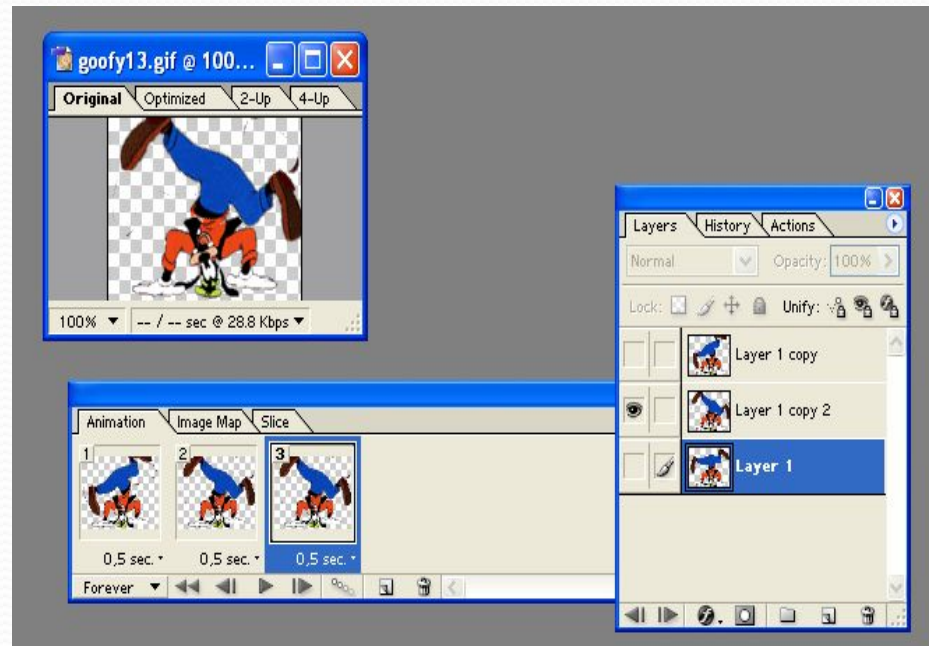 goofy13.gif @ 100...
Original Optimized 2-Up 4-Up
100% -- / -- sec @ 28.8 Kbps
Layers History Actions
Normal Opacity: 100%
Lock: Unify:
Layer 1 copy
Layer 1 copy 2
Layer 1
Animation Image Map Slice
1 2 3
0,5 sec. 0,5 sec. 0,5 sec.
Forever